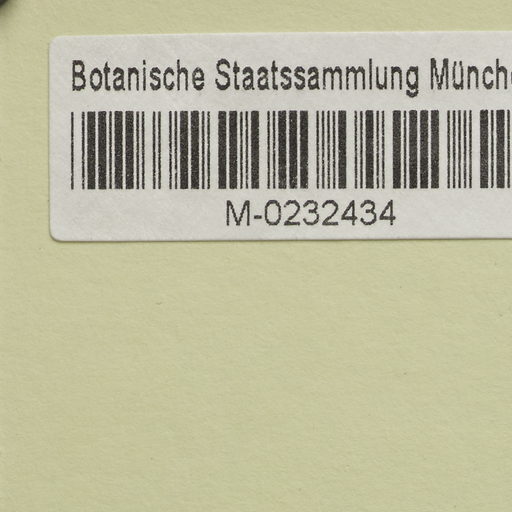 Botanische Staatssammlung Münch
M-0232434